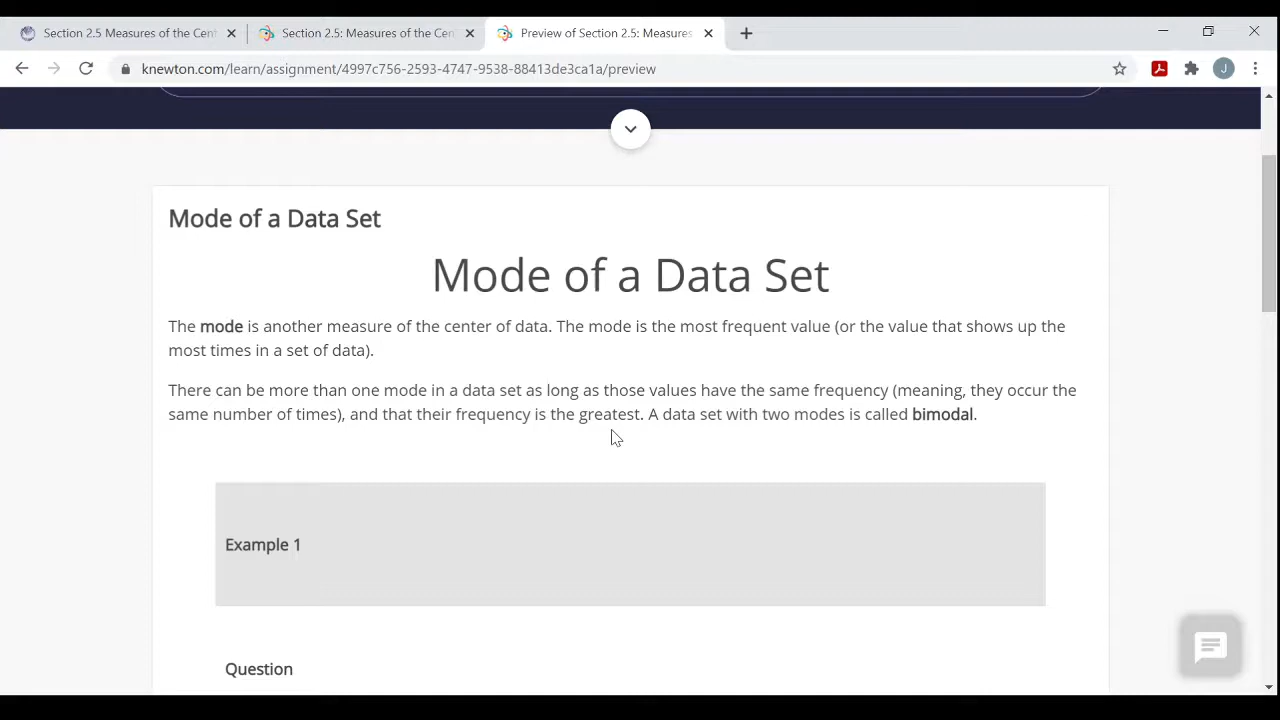 Section 2.5 Measures of the Cent
Section 2.5: Measures of the Cen
Preview of Section 2.5: Measures
knewton.com/learn/assignment/4997c756-2593-4747-9538-88413de3ca1a/preview
J
Mode of a Data Set
Mode of a Data Set
The mode is another measure of the center of data. The mode is the most frequent value (or the value that shows up the
most times in a set of data).
There can be more than one mode in a data set as long as those values have the same frequency (meaning, they occur the
same number of times), and that their frequency is the greatest. A data set with two modes is called bimodal.
Example 1
Question